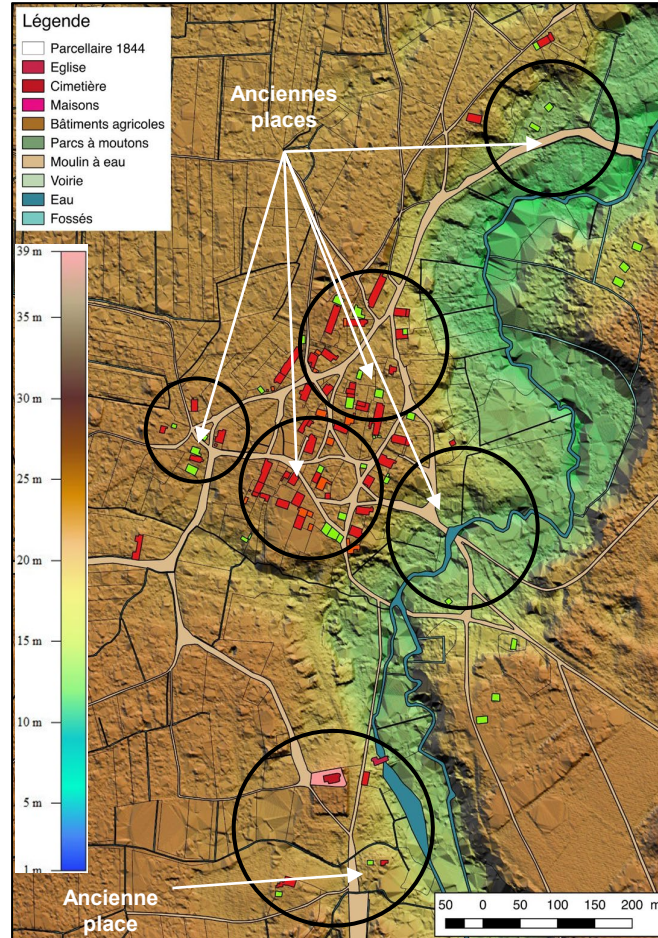 Légende
Parcellaire 1844
Eglise
Cimetière
Maisons
Bâtiments agricoles
Parcs à moutons
Moulin à eau
Voirie
Eau
Fossés
Anciennes
places
39 m
35 m
30 m
25 m
20 m
15 m
10 m
5 m
1 m
Ancienne
place
50 0 50 100 150 200 m